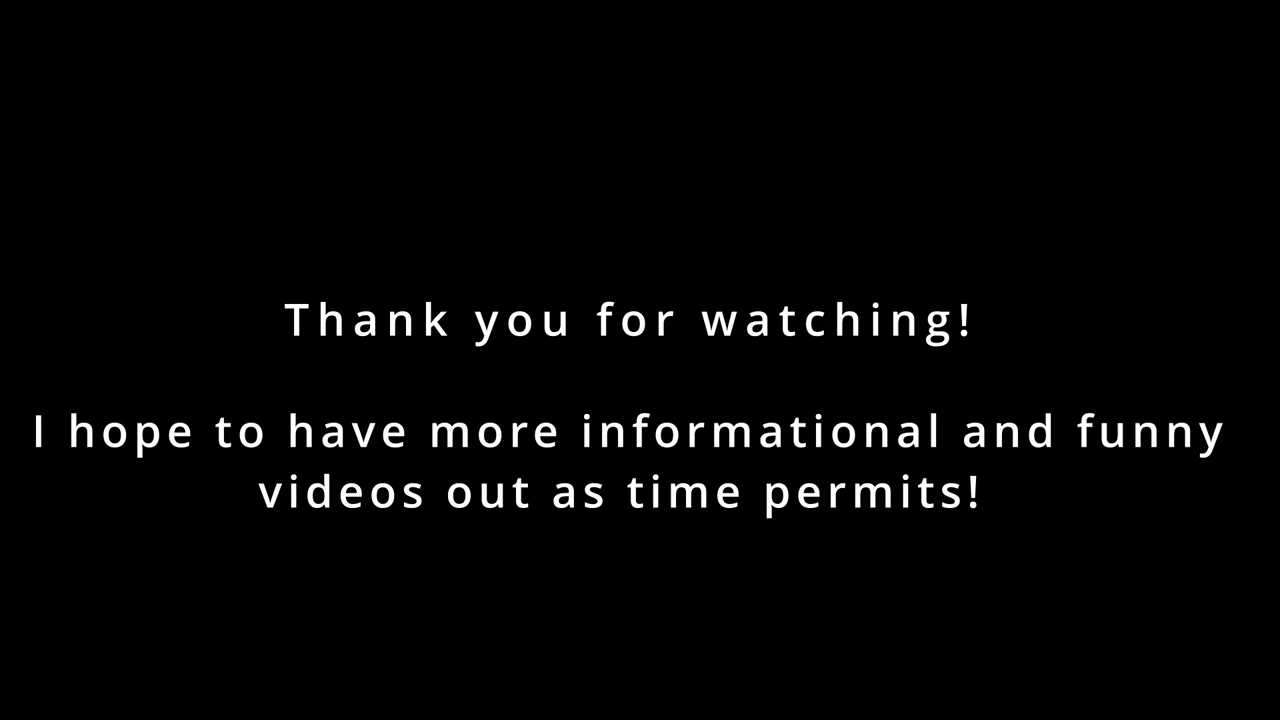 Thank you for watching!
I hope to have more informational and funny
videos out as time permits!